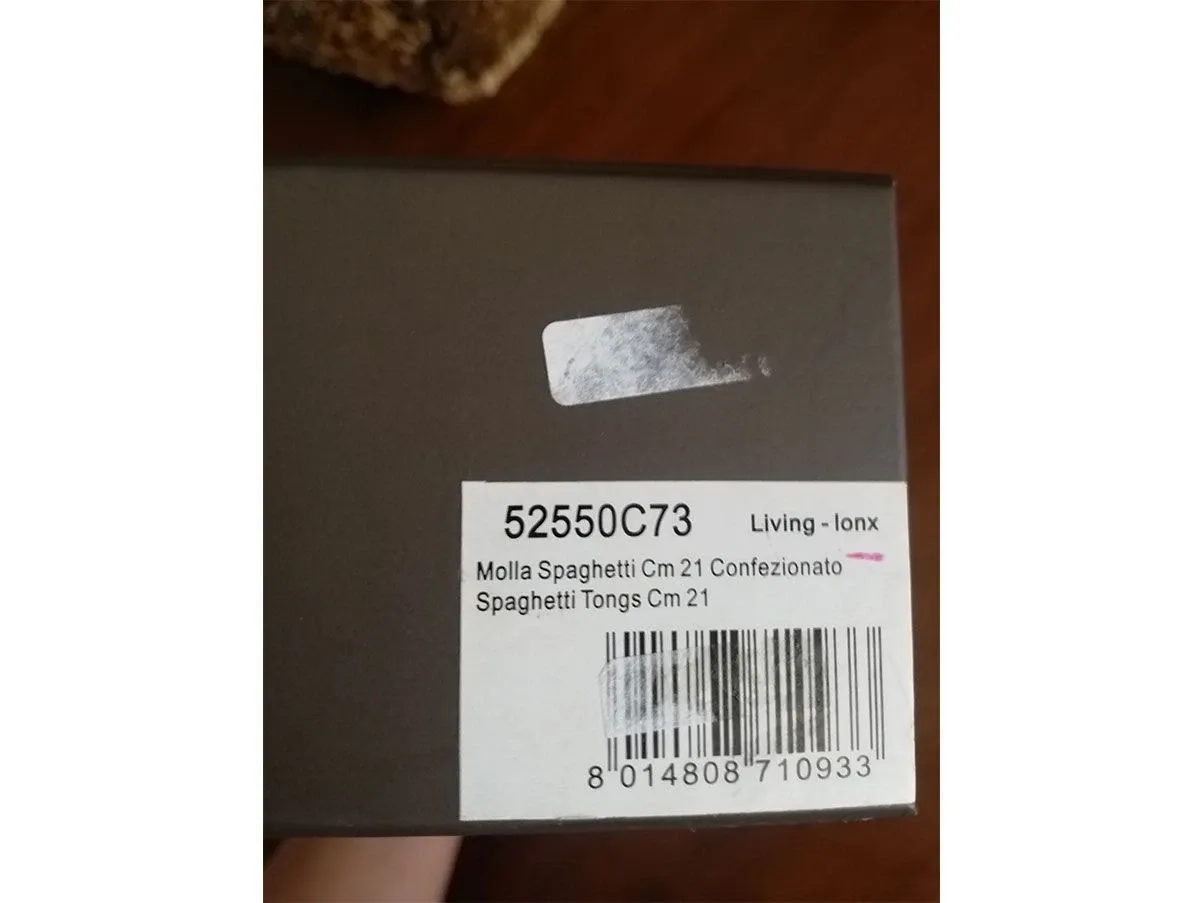 52550C73 Living - Ionx
Molla Spaghetti Cm 21 Confezionato
Spaghetti Tongs Cm 21
8 014808 710933